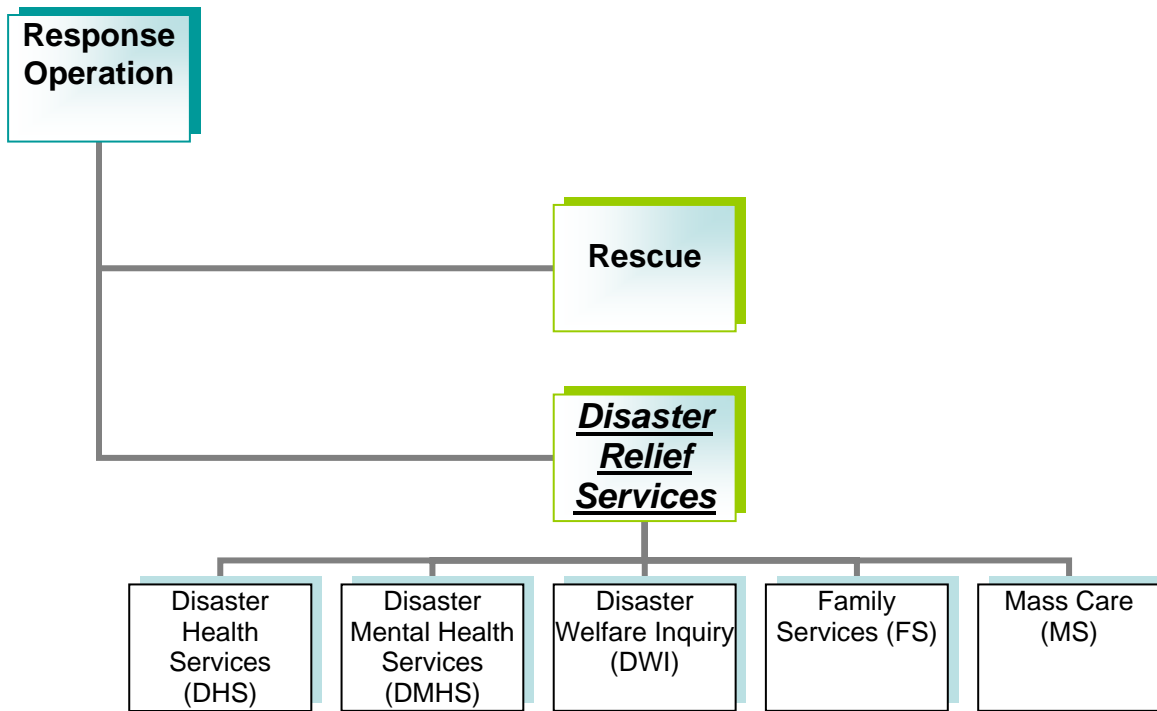 Response
Operation
Rescue
Disaster
Relief
Services
Disaster
Health
Services
(DHS)
Disaster
Mental Health
Services
(DMHS)
Disaster
Welfare Inquiry
(DWI)
Family
Services (FS)
Mass Care
(MS)